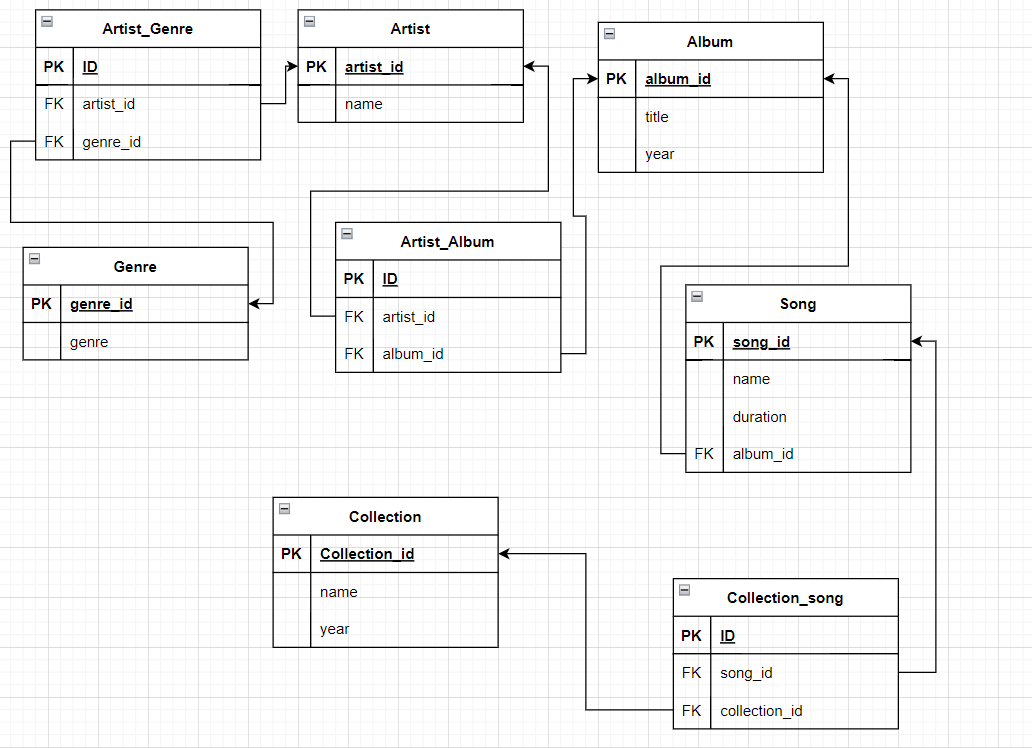 Artist_Genre
PK ID
FK artist_id
FK genre_id
Artist
PK artist_id
name
Album
PK album_id
title
year
Genre
PK genre_id
genre
Artist_Album
PK ID
FK artist_id
FK album_id
Song
PK song_id
name
duration
FK album_id
Collection
PK Collection_id
name
year
Collection_song
PK ID
FK song_id
FK collection_id